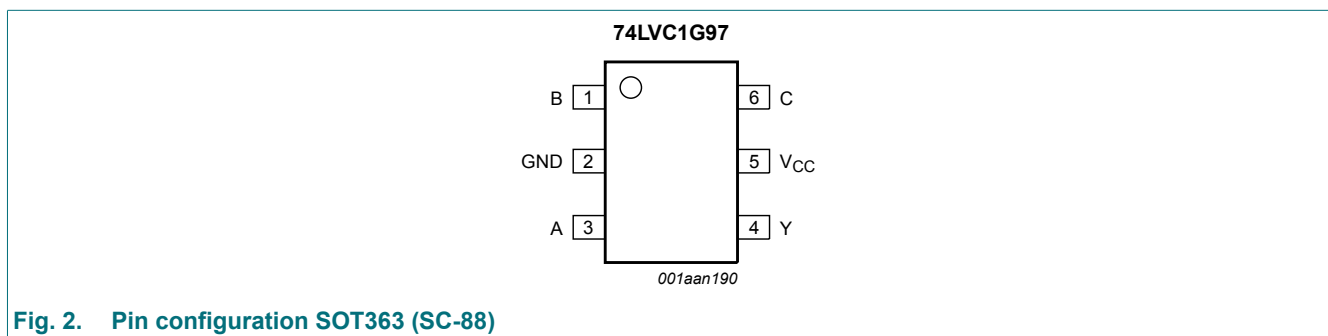 74LVC1G97
B 1 6 C
GND 2 5 VCC
A 3 4 Y
001aan190
Fig. 2. Pin configuration SOT363 (SC-88)